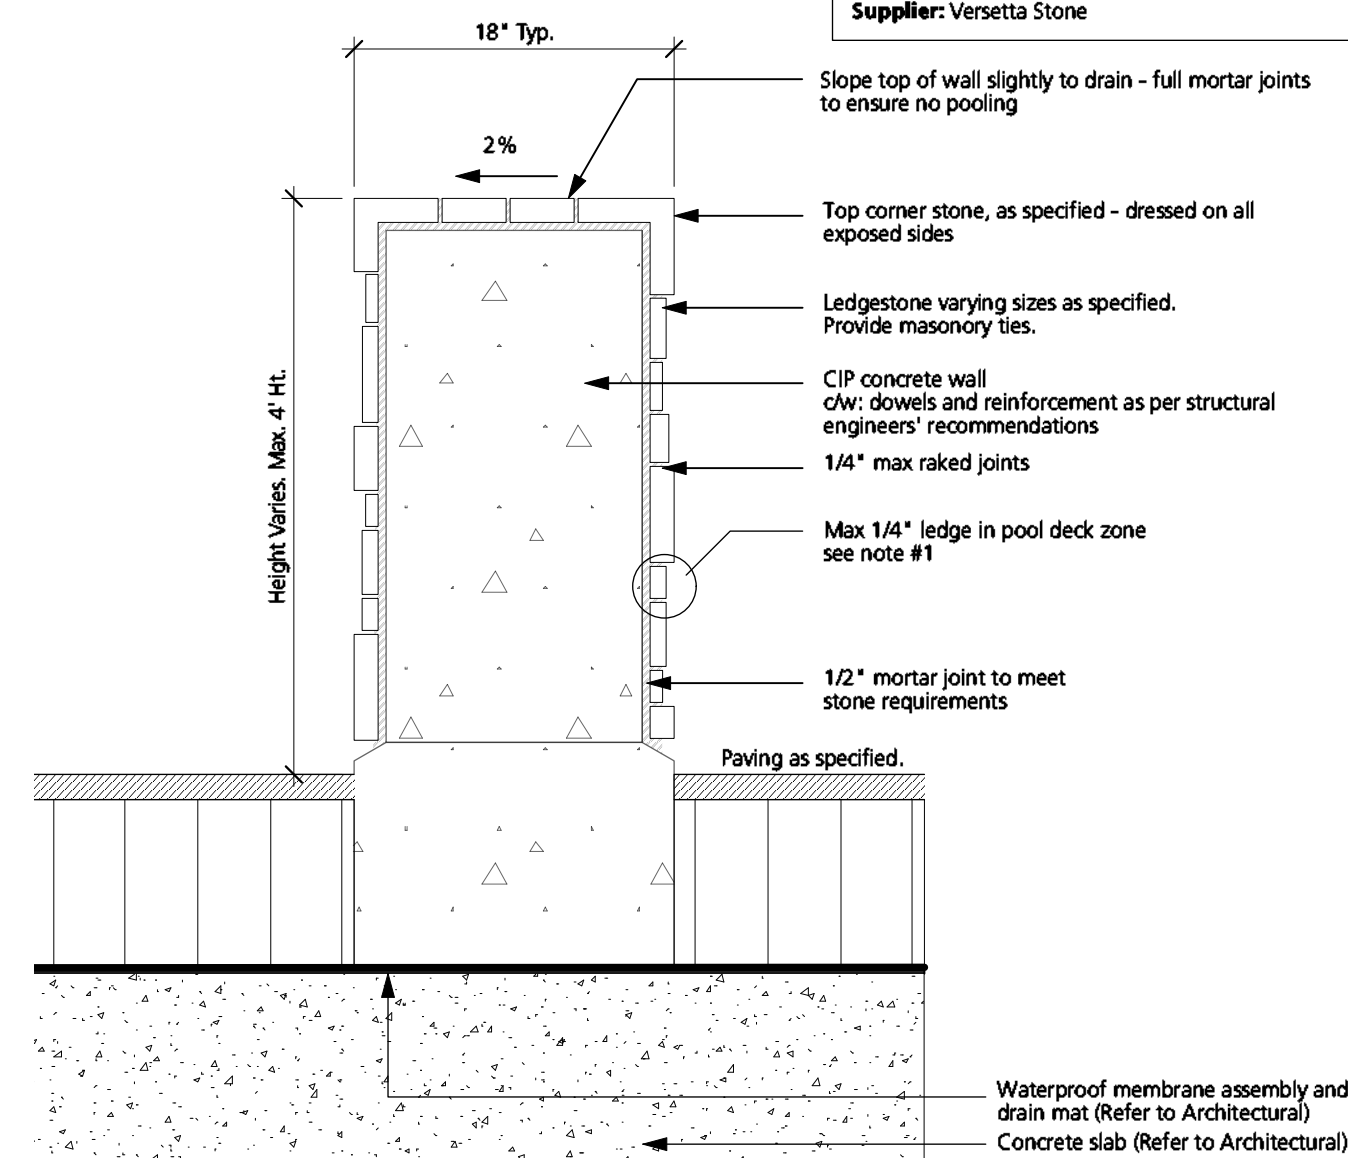 Supplier: Versetta Stone
18" Typ.
Slope top of wall slightly to drain - full mortar joints
to ensure no pooling
2%
Top corner stone, as specified - dressed on all
exposed sides
Ledgestone varying sizes as specified.
Provide masonory ties.
CIP concrete wall
c/w: dowels and reinforcement as per structural
engineers' recommendations
1/4" max raked joints
Height Varies. Max. 4' Ht.
Max 1/4" ledge in pool deck zone
see note #1
1/2" mortar joint to meet
stone requirements
Paving as specified.
Waterproof membrane assembly and
drain mat (Refer to Architectural)
Concrete slab (Refer to Architectural)